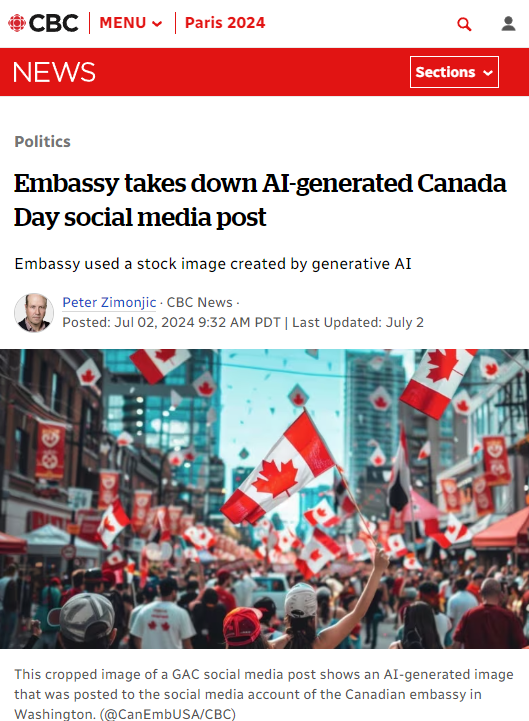 CBC MENU Paris 2024
NEWS Sections
Politics
Embassy takes down AI-generated Canada
Day social media post
Embassy used a stock image created by generative AI
Peter Zimonjic · CBC News ·
Posted: Jul 02, 2024 9:32 AM PDT | Last Updated: July 2
This cropped image of a GAC social media post shows an AI-generated image
that was posted to the social media account of the Canadian embassy in
Washington. (@CanEmbUSA/CBC)